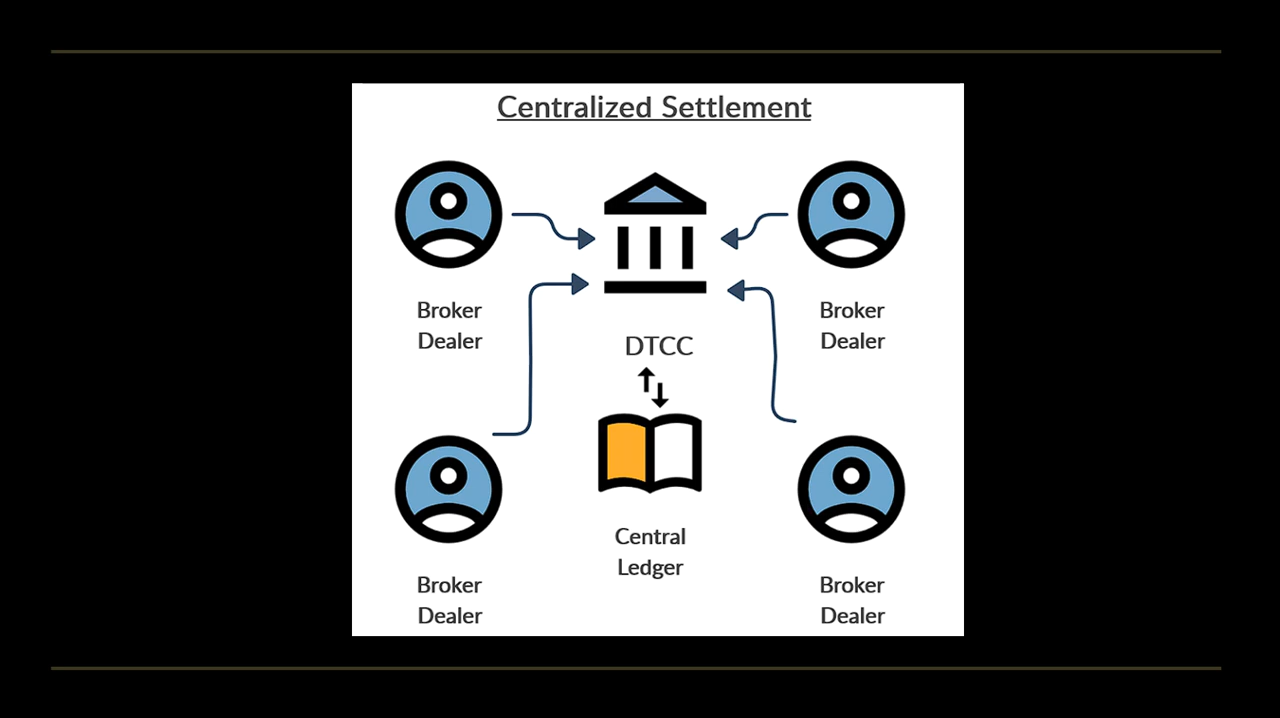 Centralized Settlement
Broker
Dealer
Broker
Dealer
DTCC
Central
Ledger
Broker
Dealer
Broker
Dealer